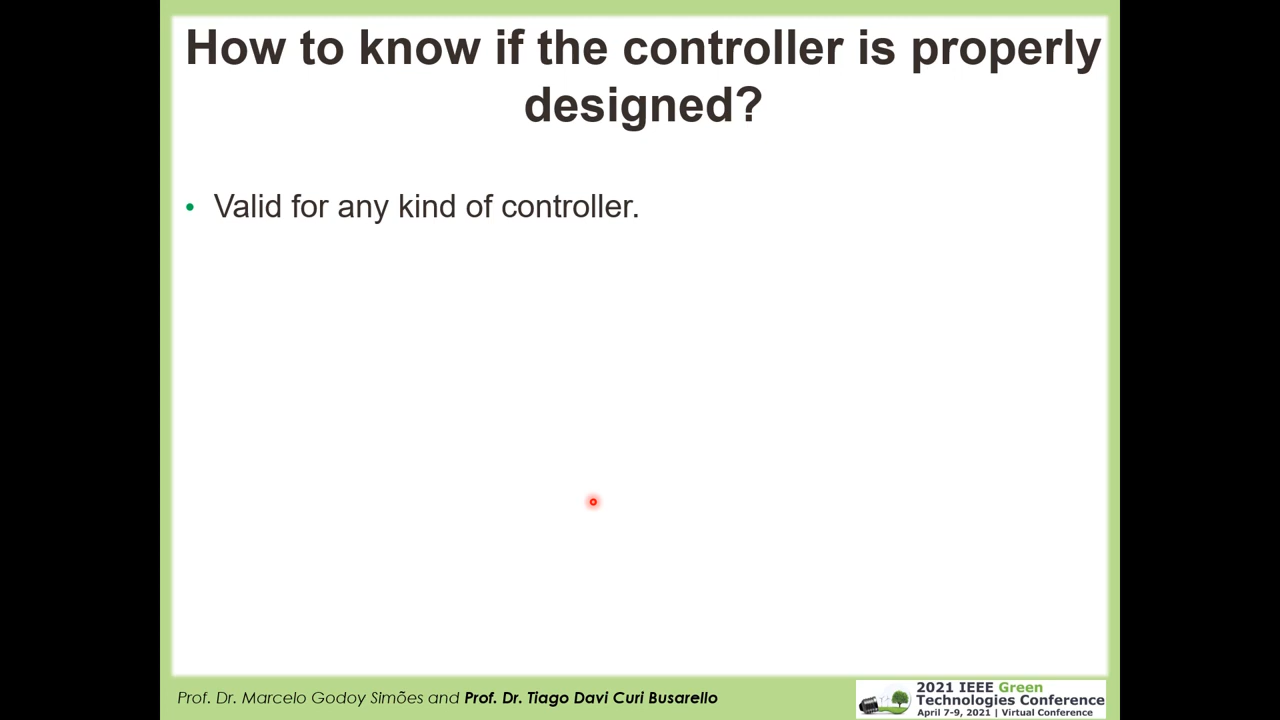 How to know if the controller is properly
designed?
• Valid for any kind of controller.
Prof. Dr. Marcelo Godoy Simões and Prof. Dr. Tiago Davi Curi Busarello
2021 IEEE Green
Technologies Conference
April 7-9, 2021 | Virtual Conference